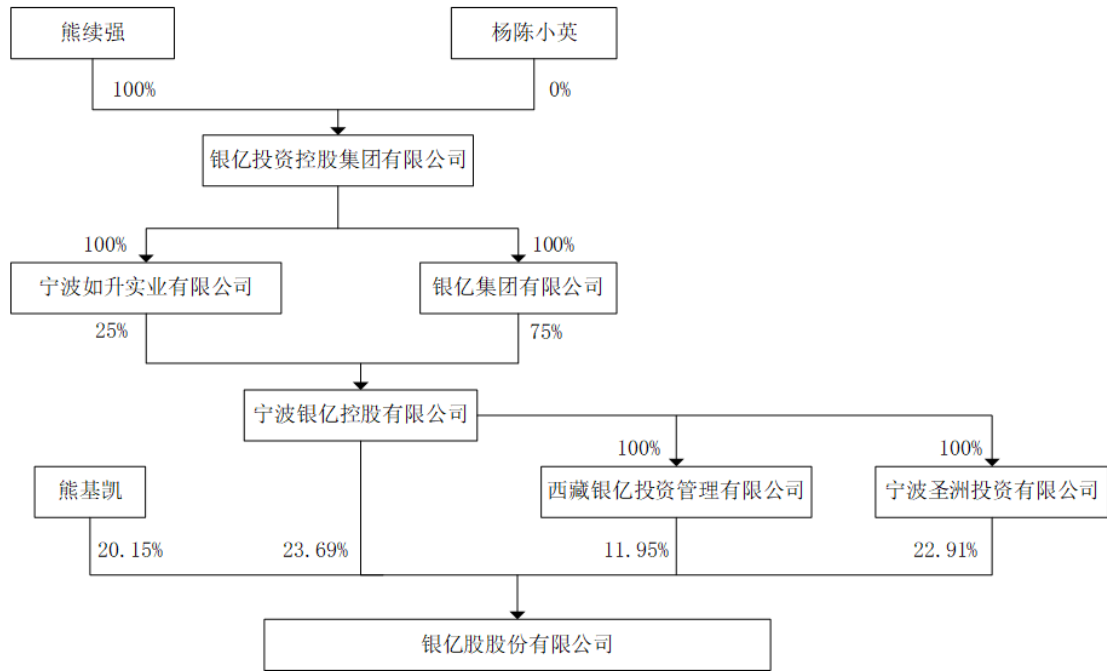 熊续强
杨陈小英
100%
0%
银亿投资控股集团有限公司
100%
100%
宁波如升实业有限公司
银亿集团有限公司
25%
75%
宁波银亿控股有限公司
100%
100%
熊基凯
西藏银亿投资管理有限公司
宁波圣洲投资有限公司
20.15%
23.69%
11.95%
22.91%
银亿股股份有限公司